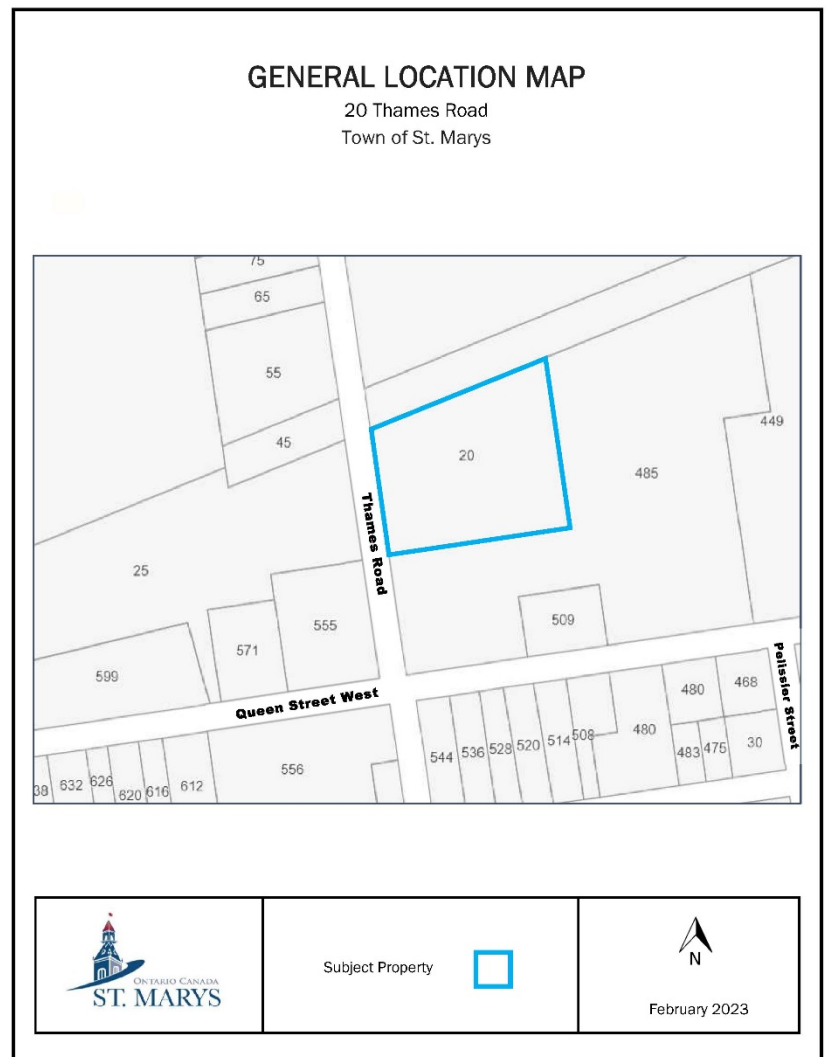 GENERAL LOCATION MAP
20 Thames Road
Town of St. Marys
75
65
55
45
20
449
485
Thames Road
25
555
509
571
599
Queen Street West
Pelissier Street
480
468
544
536
528
520
514
508
480
483
475
30
556
38
632
626
620
616
612
ONTARIO CANADA
ST. MARYS
Subject Property
N
February 2023